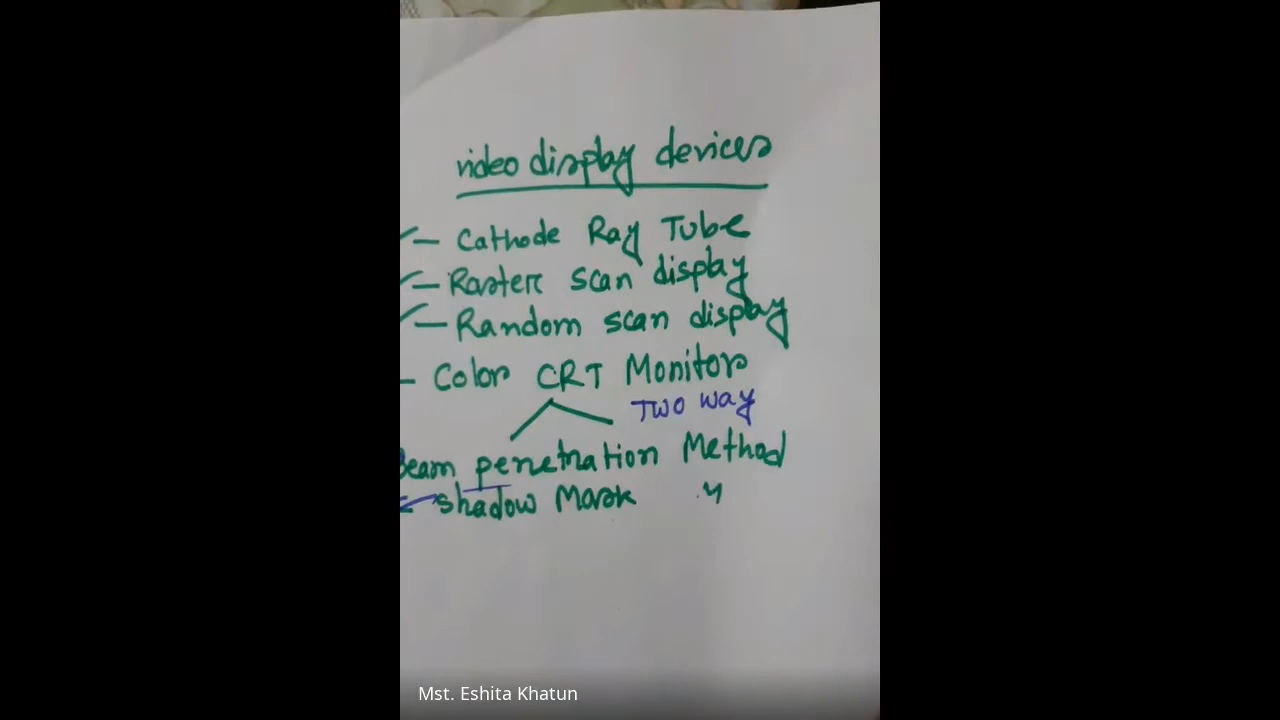 video display devices
- Cathode Ray Tube
- Raster scan display
- Random scan display
- Color CRT Monitor
Two way
Beam penetration Method
shadow Mask "
Mst. Eshita Khatun